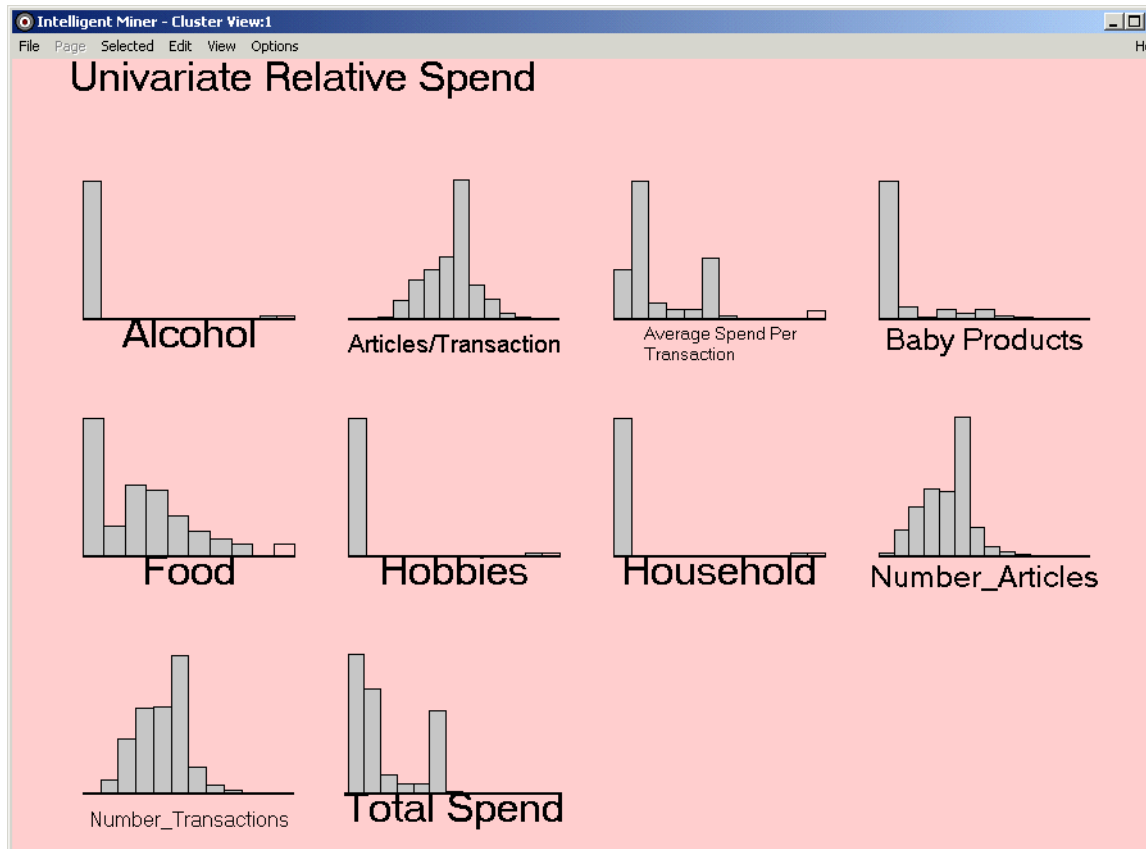 Intelligent Miner - Cluster View:1
File Page Selected Edit View Options
Univariate Relative Spend
Alcohol
Articles/Transaction
Average Spend Per
Transaction
Baby Products
Food
Hobbies
Household
Number_Articles
Number_Transactions
Total Spend